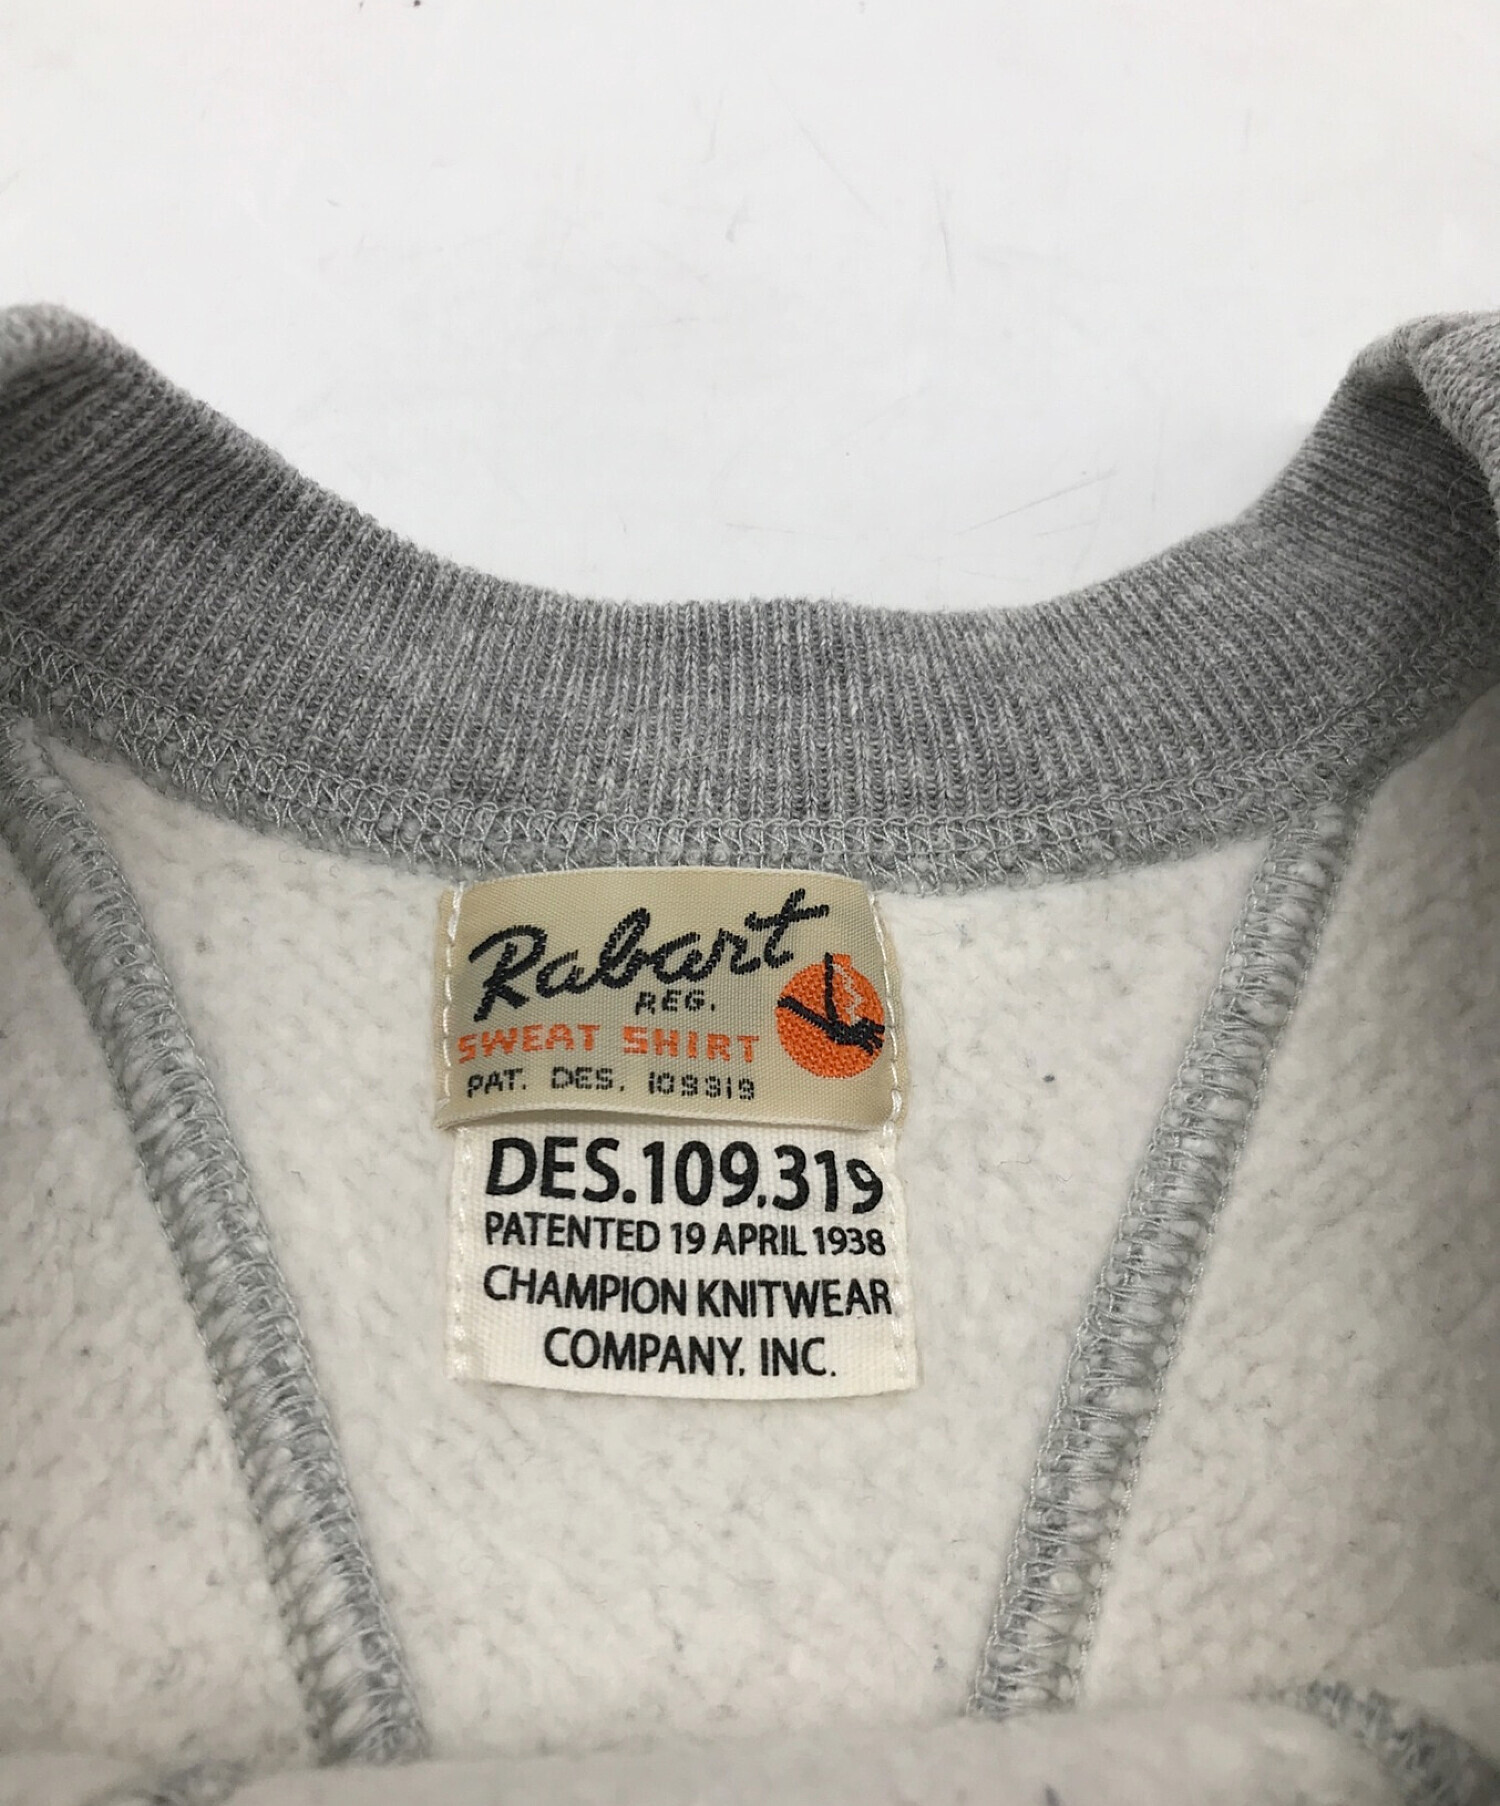 Rabart
REG.
SWEAT SHIRT
PAT. DES. 109319
DES.109.319
PATENTED 19 APRIL 1938
CHAMPION KNITWEAR
COMPANY, INC.